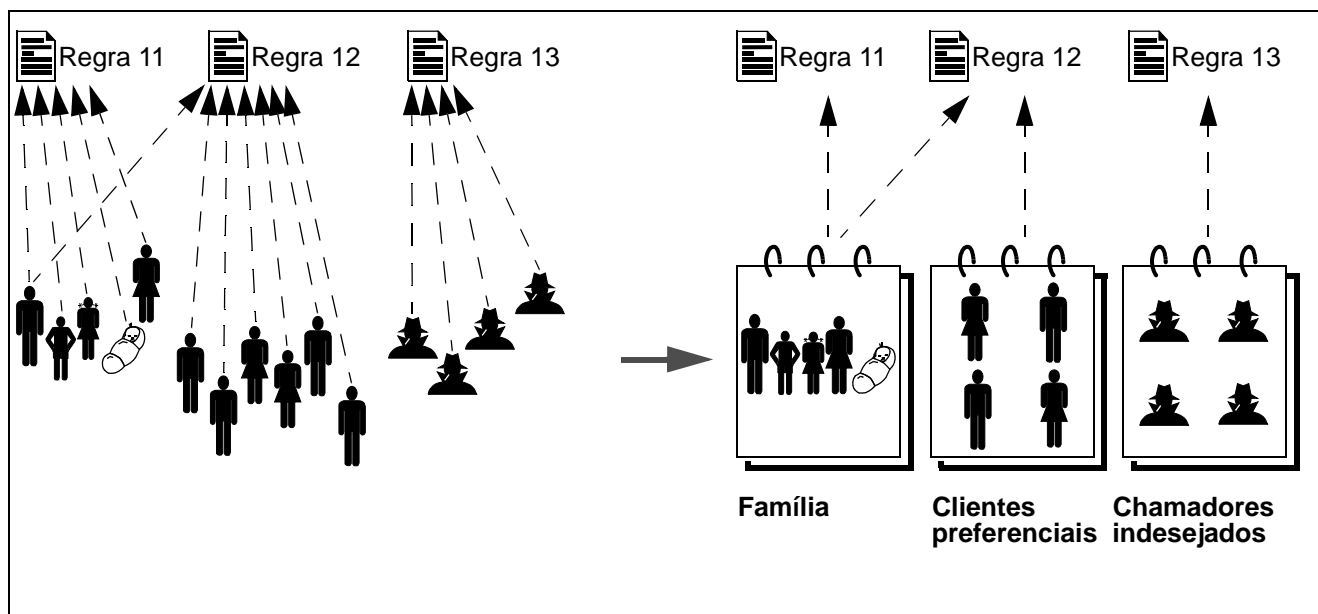 Regra 11
Regra 12
Regra 13
Regra 11
Regra 12
Regra 13
Família
Clientes
preferenciais
Chamadores
indesejados